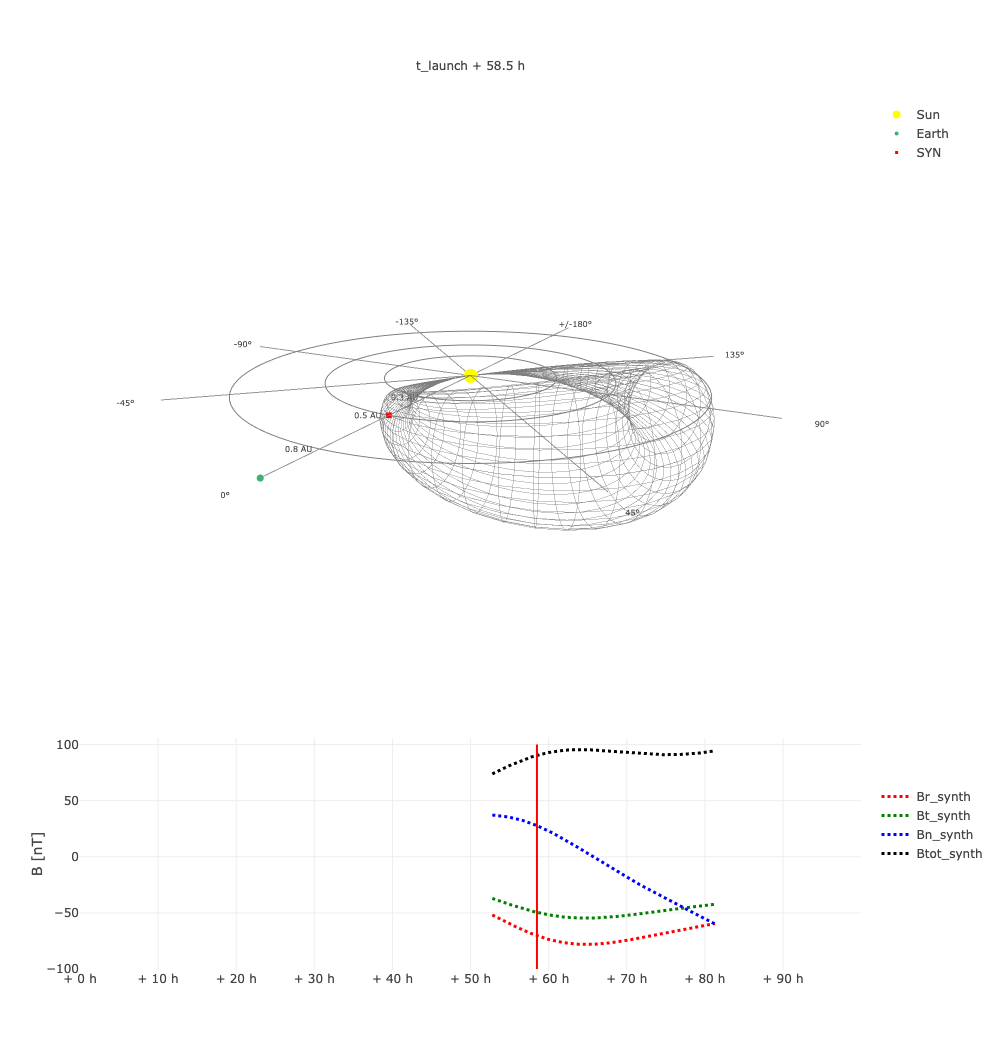 t_launch + 58.5 h
Sun
Earth
SYN
-135°
+/-180°
-90°
135°
-45°
0.3 AU
0.5 AU
90°
0.8 AU
0°
45°
B [nT]
100
50
0
−50
−100
+ 0 h
+ 10 h
+ 20 h
+ 30 h
+ 40 h
+ 50 h
+ 60 h
+ 70 h
+ 80 h
+ 90 h
Br_synth
Bt_synth
Bn_synth
Btot_synth